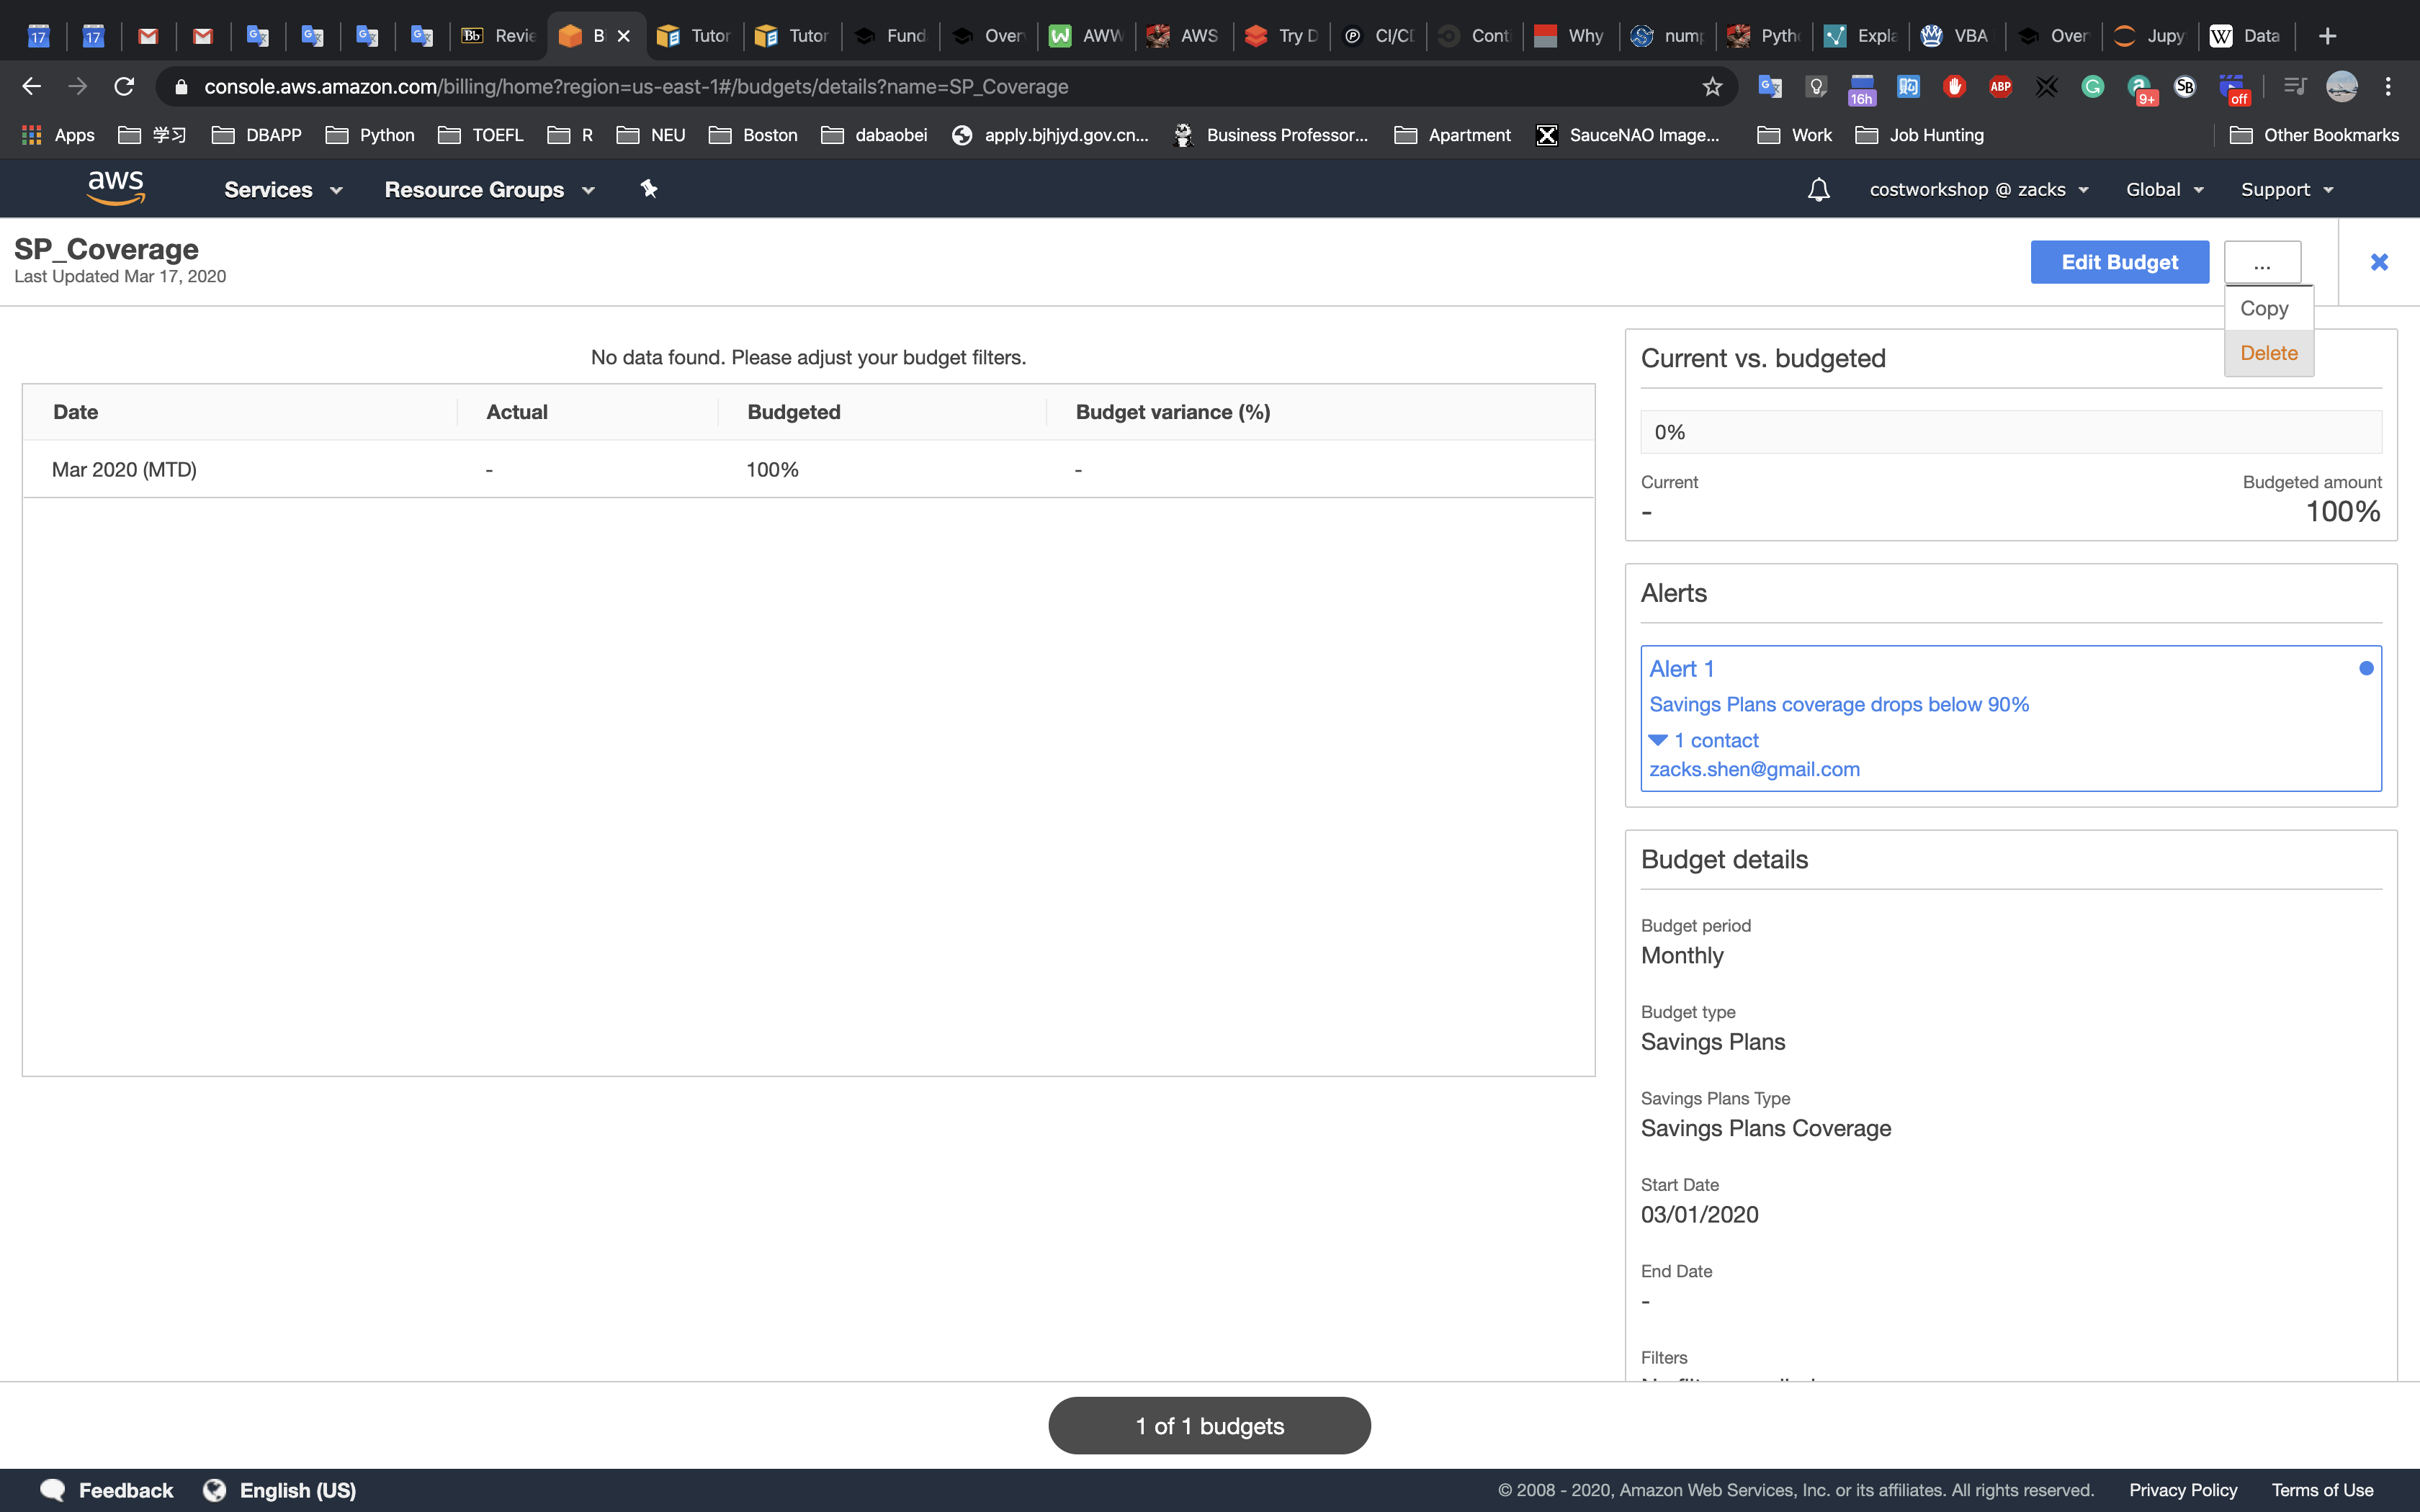 17
17
Bb Revie
B
Tutor
Tutor
Fund
Over
AWW
AWS
Try D
CI/CD
Cont
Why
nump
Pytho
Expla
VBA
Over
Jupy
W Data
console.aws.amazon.com/billing/home?region=us-east-1#/budgets/details?name=SP_Coverage
16h
ABP
9+
SB
off
Apps
学习
DBAPP
Python
TOEFL
R
NEU
Boston
dabaobei
apply.bjhjyd.gov.cn...
Business Professor...
Apartment
SauceNAO Image...
Work
Job Hunting
Other Bookmarks
aws
Services
Resource Groups
costworkshop @ zacks
Global
Support
SP_Coverage
Last Updated Mar 17, 2020
Edit Budget
...
Copy
Delete
No data found. Please adjust your budget filters.
Date Actual Budgeted Budget variance (%)
Mar 2020 (MTD) - 100% -
Current vs. budgeted
0%
Current Budgeted amount
- 100%
Alerts
Alert 1
Savings Plans coverage drops below 90%
1 contact
zacks.shen@gmail.com
Budget details
Budget period
Monthly
Budget type
Savings Plans
Savings Plans Type
Savings Plans Coverage
Start Date
03/01/2020
End Date
-
Filters
1 of 1 budgets
Feedback
English (US)
© 2008 - 2020, Amazon Web Services, Inc. or its affiliates. All rights reserved.
Privacy Policy
Terms of Use